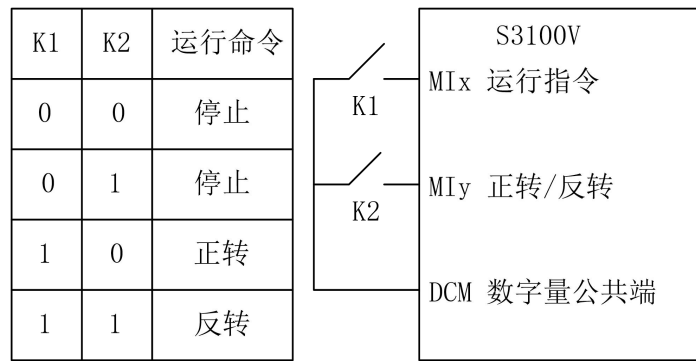 K1 K2 运行命令
0 0 停止
0 1 停止
1 0 正转
1 1 反转
K1
K2
S3100V
MIx 运行指令
MIy 正转/反转
DCM 数字量公共端